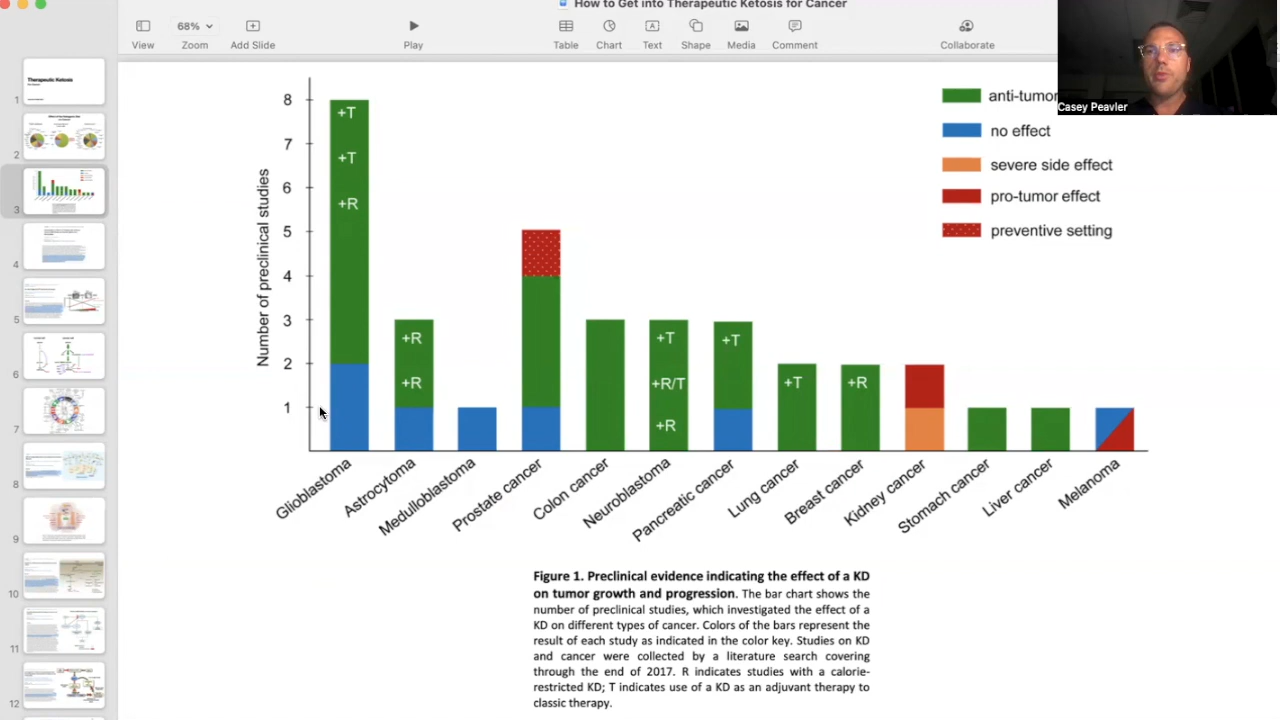 How to Get into Therapeutic Ketosis for Cancer
68%
View
Zoom
Add Slide
Play
Table
Chart
Text
Shape
Media
Comment
Collaborate
Casey Peavler
Therapeutic Ketosis
1
2
3
4
5
6
7
8
9
10
11
12
Number of preclinical studies
8
7
6
5
4
3
2
1
+T
+T
+R
+R
+R
+T
+R/T
+R
+T
+T
+R
anti-tumor
no effect
severe side effect
pro-tumor effect
preventive setting
Glioblastoma
Astrocytoma
Medulloblastoma
Prostate cancer
Colon cancer
Neuroblastoma
Pancreatic cancer
Lung cancer
Breast cancer
Kidney cancer
Stomach cancer
Liver cancer
Melanoma
Figure 1. Preclinical evidence indicating the effect of a KD
on tumor growth and progression. The bar chart shows the
number of preclinical studies, which investigated the effect of a
KD on different types of cancer. Colors of the bars represent the
result of each study as indicated in the color key. Studies on KD
and cancer were collected by a literature search covering
through the end of 2017. R indicates studies with a calorie-
restricted KD; T indicates use of a KD as an adjuvant therapy to
classic therapy.